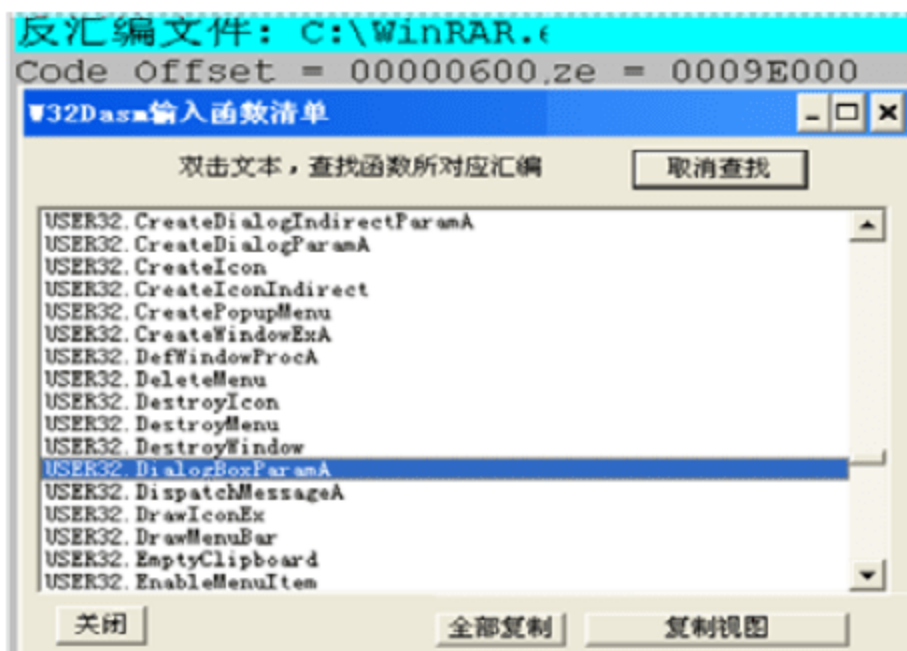 反汇编文件: C:\WinRAR.e
Code Offset = 00000600,ze = 0009E000
W32Dasm输入函数清单
双击文本，查找函数所对应汇编 取消查找
USER32.CreateDialogIndirectParamA
USER32.CreateDialogParamA
USER32.CreateIcon
USER32.CreateIconIndirect
USER32.CreatePopupMenu
USER32.CreateWindowExA
USER32.DefWindowProcA
USER32.DeleteMenu
USER32.DestroyIcon
USER32.DestroyMenu
USER32.DestroyWindow
USER32.DialogBoxParamA
USER32.DispatchMessageA
USER32.DrawIconEx
USER32.DrawMenuBar
USER32.EmptyClipboard
USER32.EnableMenuItem
关闭 全部复制 复制视图